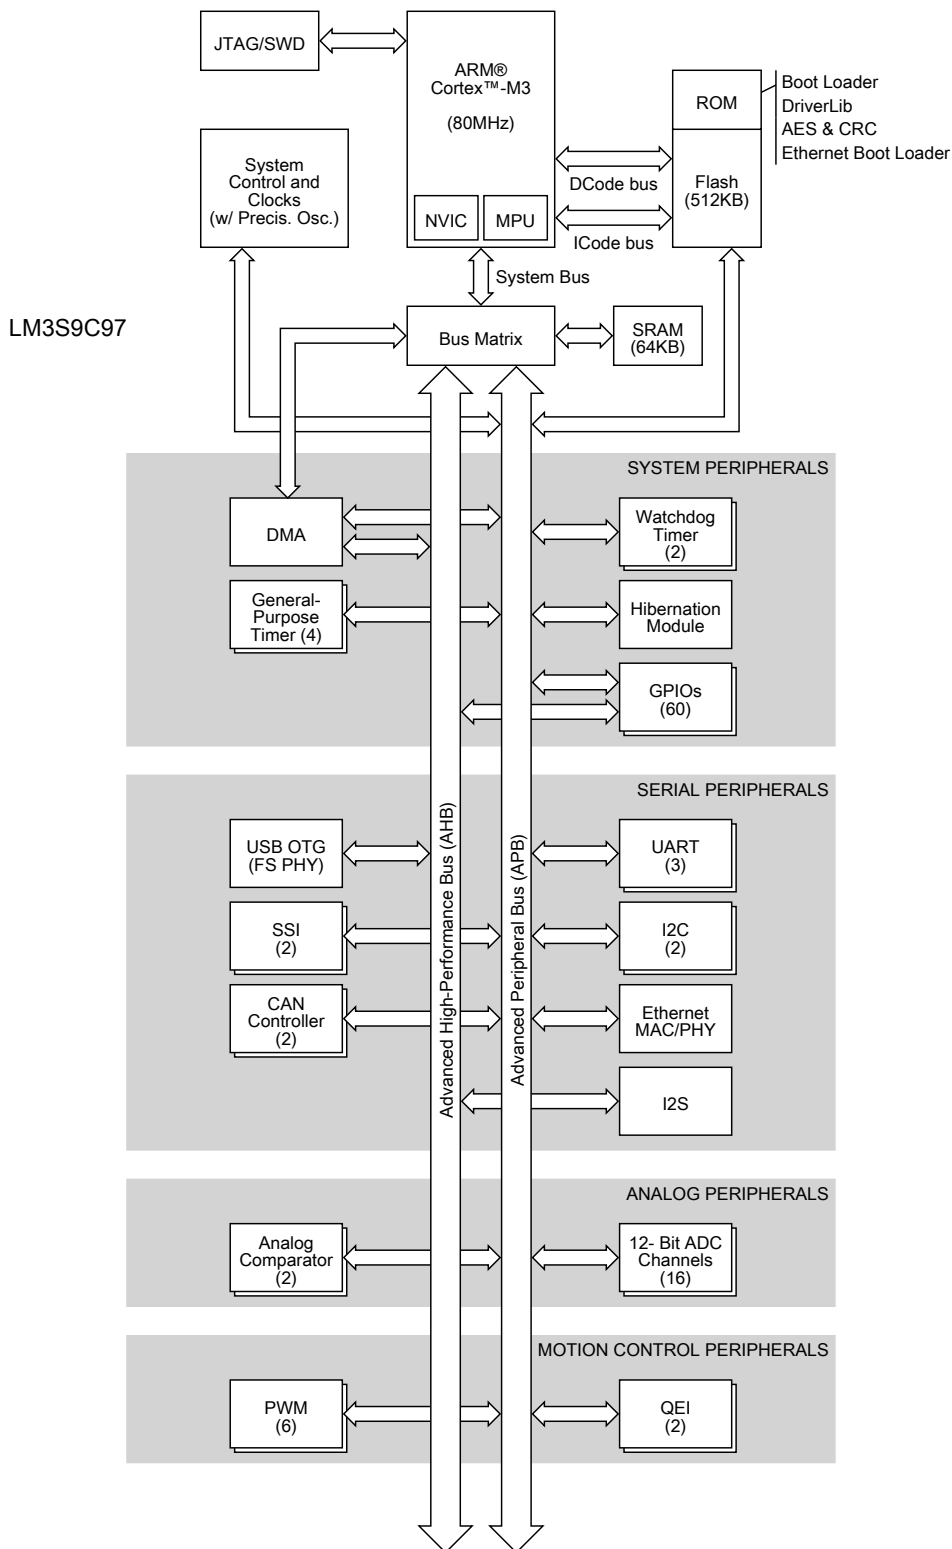 JTAG/SWD
ARM®
Cortex™-M3
(80MHz)
NVIC
MPU
ROM
Flash
(512KB)
Boot Loader
DriverLib
AES & CRC
Ethernet Boot Loader
System
Control and
Clocks
(w/ Precis. Osc.)
DCode bus
ICode bus
System Bus
LM3S9C97
Bus Matrix
SRAM
(64KB)
SYSTEM PERIPHERALS
DMA
Watchdog
Timer
(2)
General-
Purpose
Timer (4)
Hibernation
Module
GPIOs
(60)
Advanced High-Performance Bus (AHB)
Advanced Peripheral Bus (APB)
SERIAL PERIPHERALS
USB OTG
(FS PHY)
UART
(3)
SSI
(2)
I2C
(2)
CAN
Controller
(2)
Ethernet
MAC/PHY
I2S
ANALOG PERIPHERALS
Analog
Comparator
(2)
12- Bit ADC
Channels
(16)
MOTION CONTROL PERIPHERALS
PWM
(6)
QEI
(2)